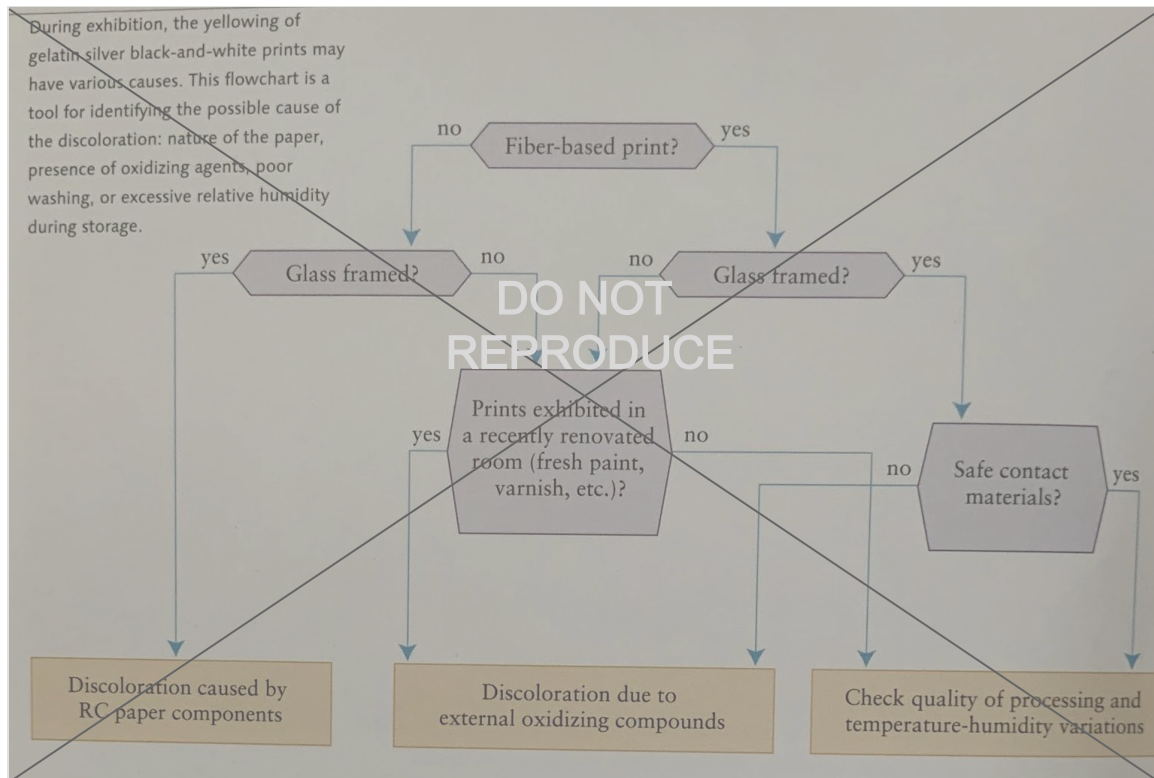 During exhibition, the yellowing of
gelatin silver black-and-white prints may
have various causes. This flowchart is a
tool for identifying the possible cause of
the discoloration: nature of the paper,
presence of oxidizing agents, poor
washing, or excessive relative humidity
during storage.
no
Fiber-based print?
yes
yes
Glass framed?
no
no
Glass framed?
yes
DO NOT
REPRODUCE
yes
Prints exhibited in
a recently renovated
room (fresh paint,
varnish, etc.)?
no
no
Safe contact
materials?
yes
Discoloration caused by
RC paper components
Discoloration due to
external oxidizing compounds
Check quality of processing and
temperature-humidity variations